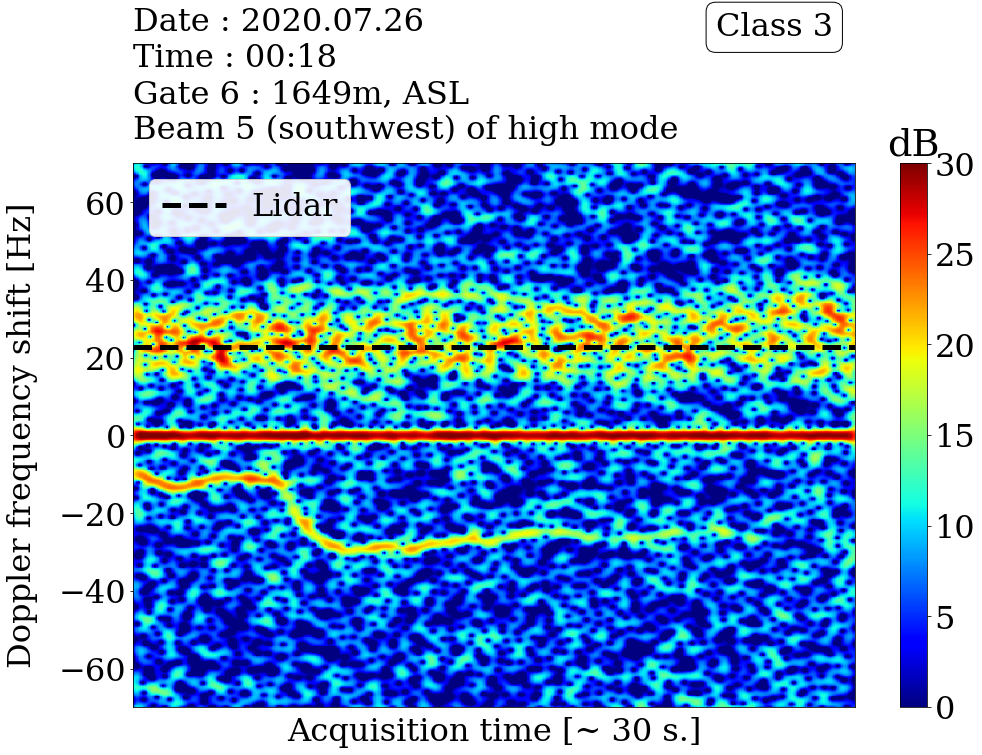 Date : 2020.07.26
Time : 00:18
Gate 6 : 1649m, ASL
Beam 5 (southwest) of high mode
Class 3
dB
Lidar
Doppler frequency shift [Hz]
60
40
20
0
−20
−40
−60
30
25
20
15
10
5
0
Acquisition time [~ 30 s.]